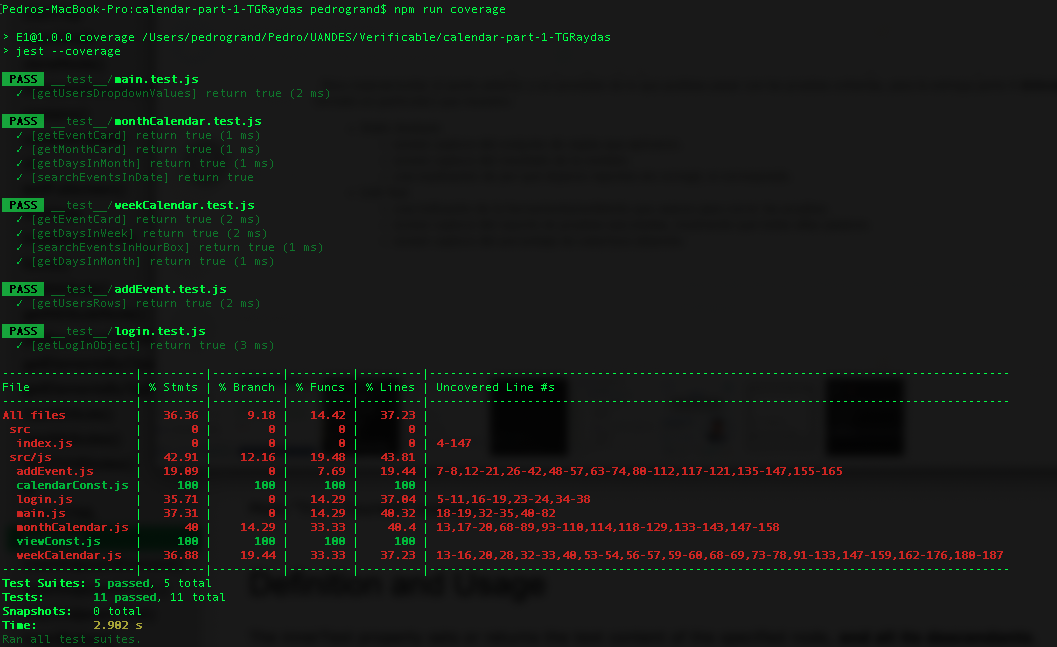 Pedros-MacBook-Pro:calendar-part-1-TGRaydas pedrogrand$ npm run coverage
> E1@1.0.0 coverage /Users/pedrogrand/Pedro/UANDES/Verificable/calendar-part-1-TGRaydas
> jest --coverage
PASS __test__/main.test.js
✓ [getUsersDropdownValues] return true (2 ms)
PASS __test__/monthCalendar.test.js
✓ [getEventCard] return true (1 ms)
✓ [getMonthCard] return true (1 ms)
✓ [getDaysInMonth] return true (1 ms)
✓ [searchEventsInDate] return true
PASS __test__/weekCalendar.test.js
✓ [getEventCard] return true (2 ms)
✓ [getDaysInWeek] return true (2 ms)
✓ [searchEventsInHourBox] return true (1 ms)
✓ [getDaysInMonth] return true (1 ms)
PASS __test__/addEvent.test.js
✓ [getUsersRows] return true (2 ms)
PASS __test__/login.test.js
✓ [getLogInObject] return true (3 ms)
File | % Stmts | % Branch | % Funcs | % Lines | Uncovered Line #s
All files | 36.36 | 9.18 | 14.42 | 37.23 |
src | 0 | 0 | 0 | 0 |
index.js | 0 | 0 | 0 | 0 | 4-147
src/js | 42.91 | 12.16 | 19.48 | 43.81 |
addEvent.js | 19.09 | 0 | 7.69 | 19.44 | 7-8,12-21,26-42,48-57,63-74,80-112,117-121,135-147,155-165
calendarConst.js | 100 | 100 | 100 | 100 |
login.js | 35.71 | 0 | 14.29 | 37.04 | 5-11,16-19,23-24,34-38
main.js | 37.31 | 0 | 14.29 | 40.32 | 18-19,32-35,40-82
monthCalendar.js | 40 | 14.29 | 33.33 | 40.4 | 13,17-20,68-89,93-110,114,118-129,133-143,147-158
viewConst.js | 100 | 100 | 100 | 100 |
weekCalendar.js | 36.88 | 19.44 | 33.33 | 37.23 | 13-16,20,28,32-33,40,53-54,56-57,59-60,68-69,73-78,91-133,147-159,162-176,180-187
Test Suites: 5 passed, 5 total
Tests: 11 passed, 11 total
Snapshots: 0 total
Time: 2.902 s
Ran all test suites.
Definition and Usage